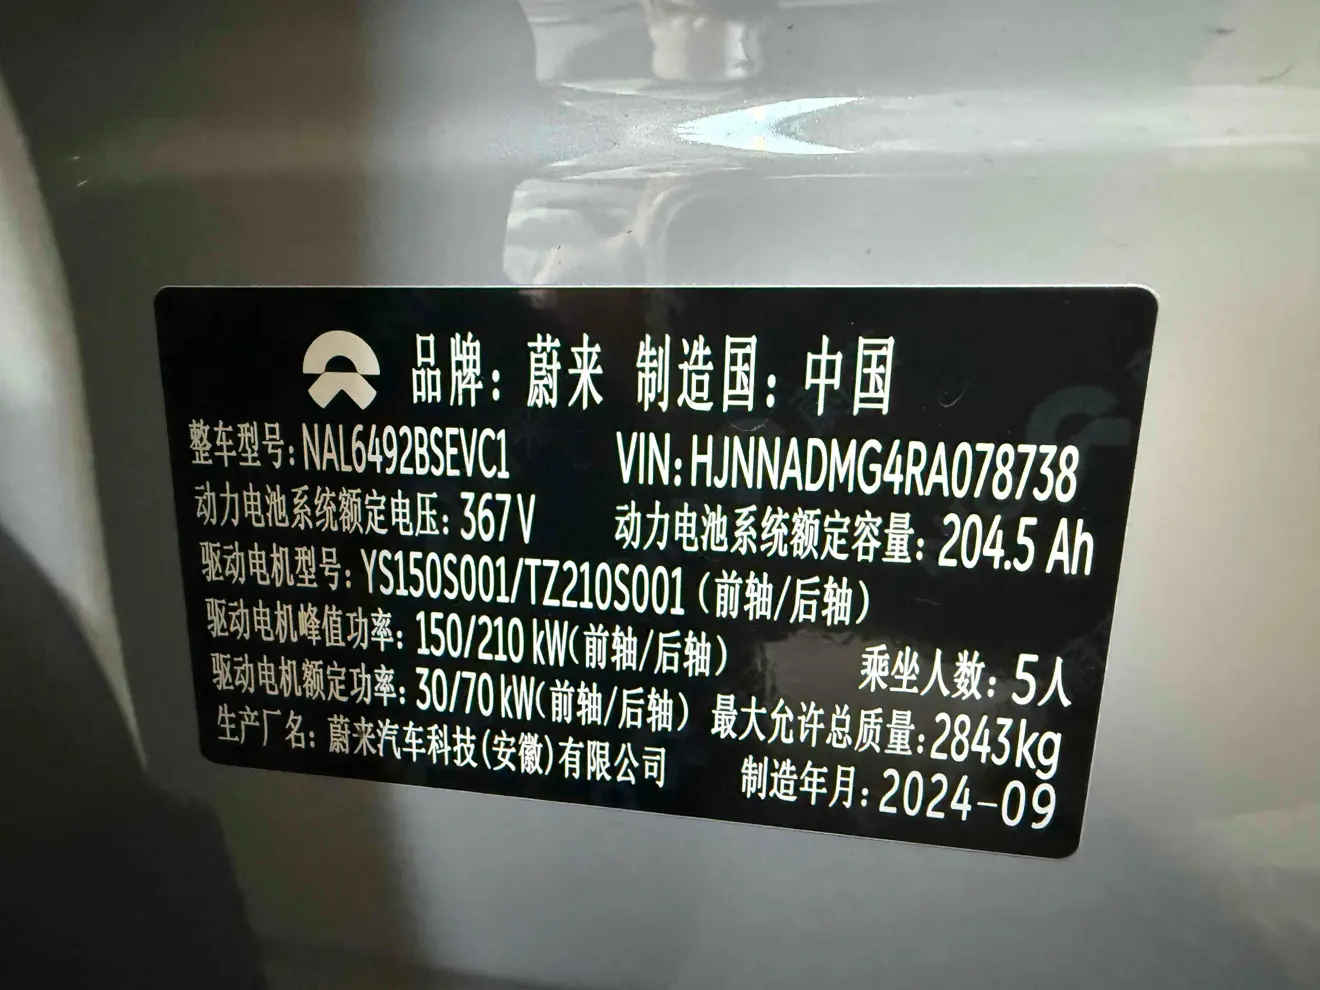 品牌：蔚来 制造国：中国
整车型号：NAL6492BSEVC1 VIN：HJNNADMG4RA078738
动力电池系统额定电压：367V 动力电池系统额定容量：204.5 Ah
驱动电机型号：YS150S001/TZ210S001（前轴/后轴）
驱动电机峰值功率：150/210 kW（前轴/后轴） 乘坐人数：5人
驱动电机额定功率：30/70 kW（前轴/后轴） 最大允许总质量：2843kg
生产厂名：蔚来汽车科技(安徽)有限公司 制造年月：2024-09